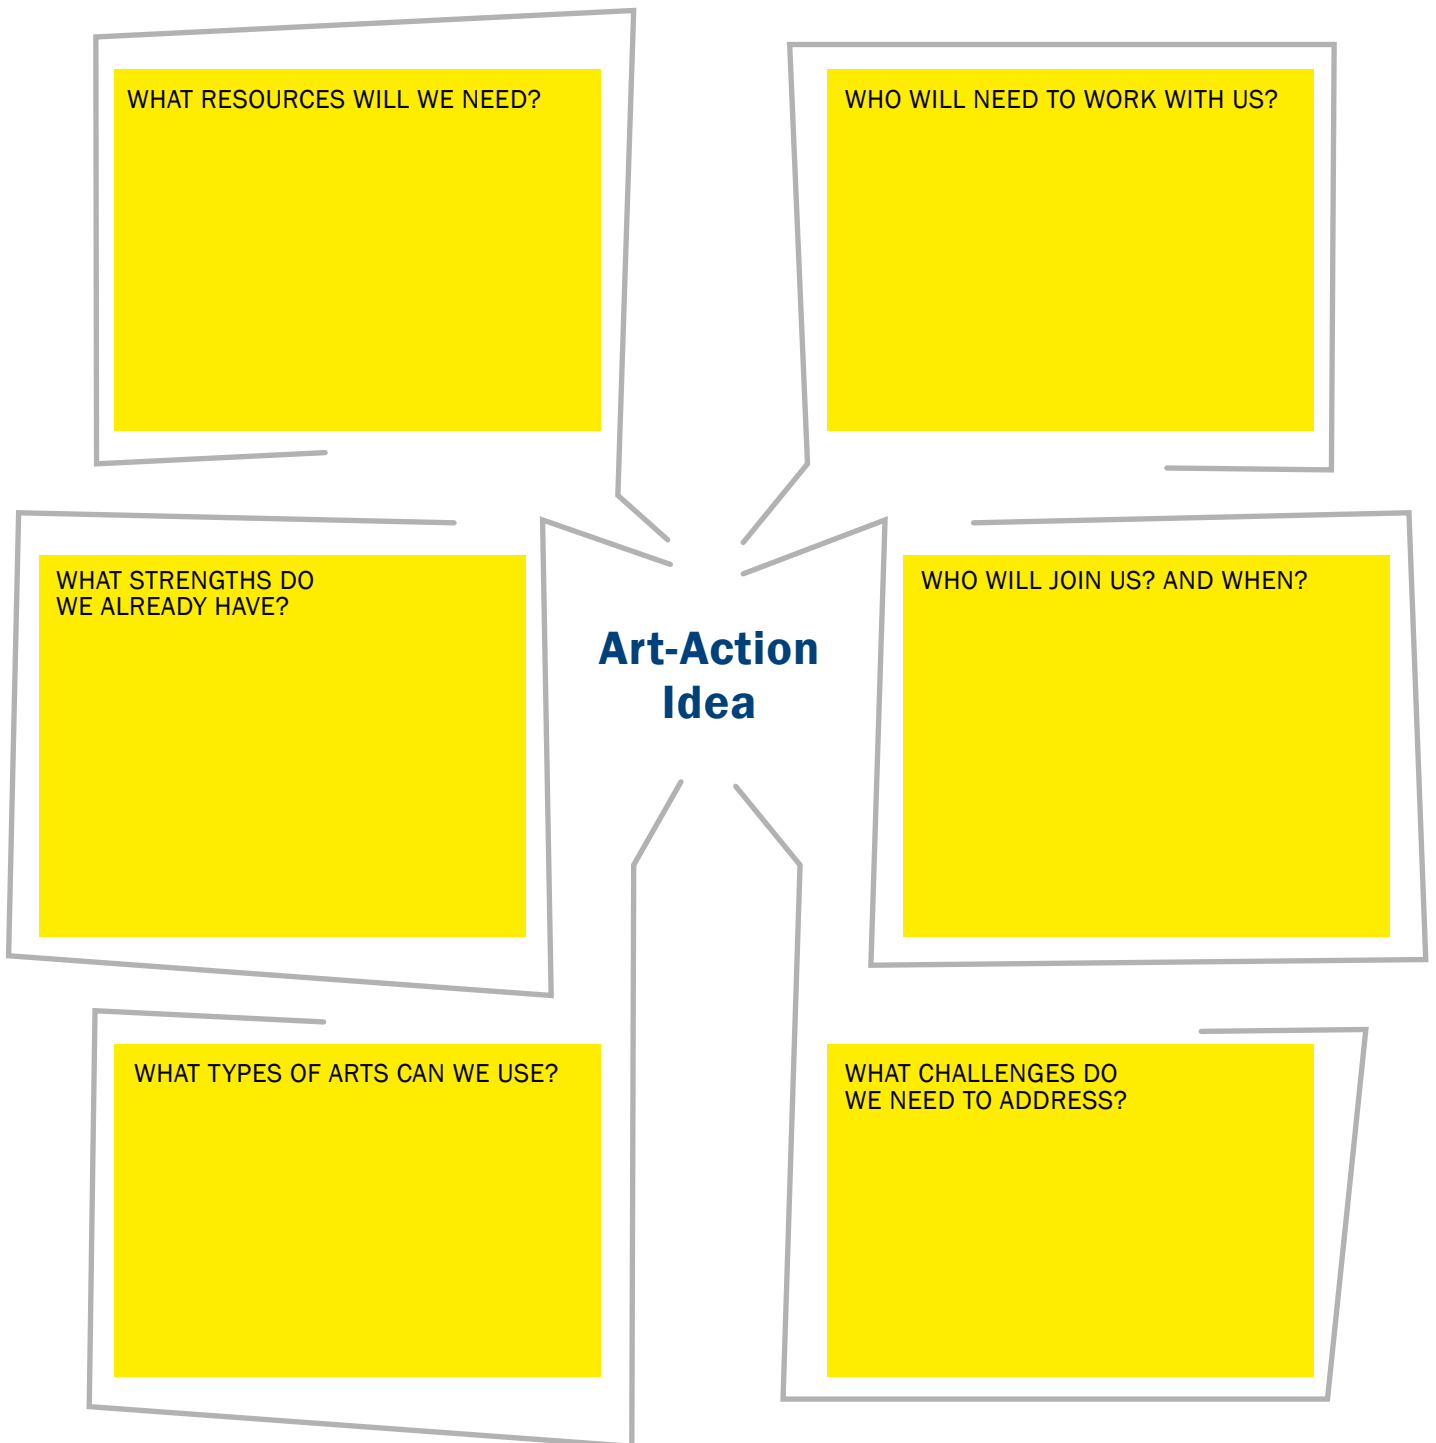 WHAT RESOURCES WILL WE NEED?
WHO WILL NEED TO WORK WITH US?
WHAT STRENGTHS DO
WE ALREADY HAVE?
WHO WILL JOIN US? AND WHEN?
Art-Action
Idea
WHAT TYPES OF ARTS CAN WE USE?
WHAT CHALLENGES DO
WE NEED TO ADDRESS?